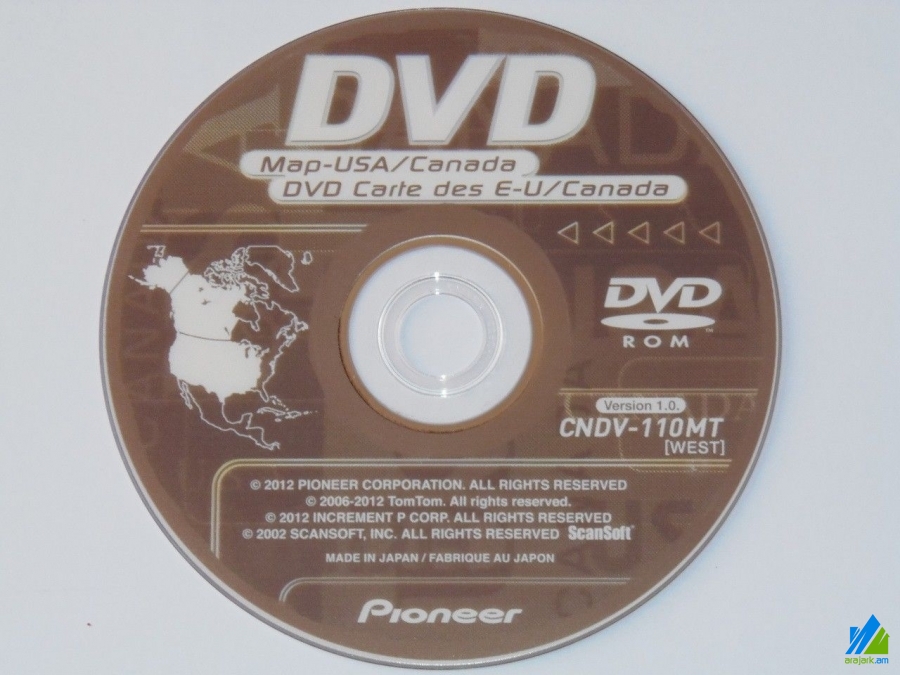 DVD
Map-USA/Canada
DVD Carte des E-U/Canada
DVD
ROM
Version 1.0.
CNDV-110MT
[WEST]
© 2012 PIONEER CORPORATION. ALL RIGHTS RESERVED
© 2006-2012 TomTom. All rights reserved.
© 2012 INCREMENT P CORP. ALL RIGHTS RESERVED
© 2002 SCANSOFT, INC. ALL RIGHTS RESERVED ScanSoft®
MADE IN JAPAN / FABRIQUE AU JAPON
Pioneer
arajark.am